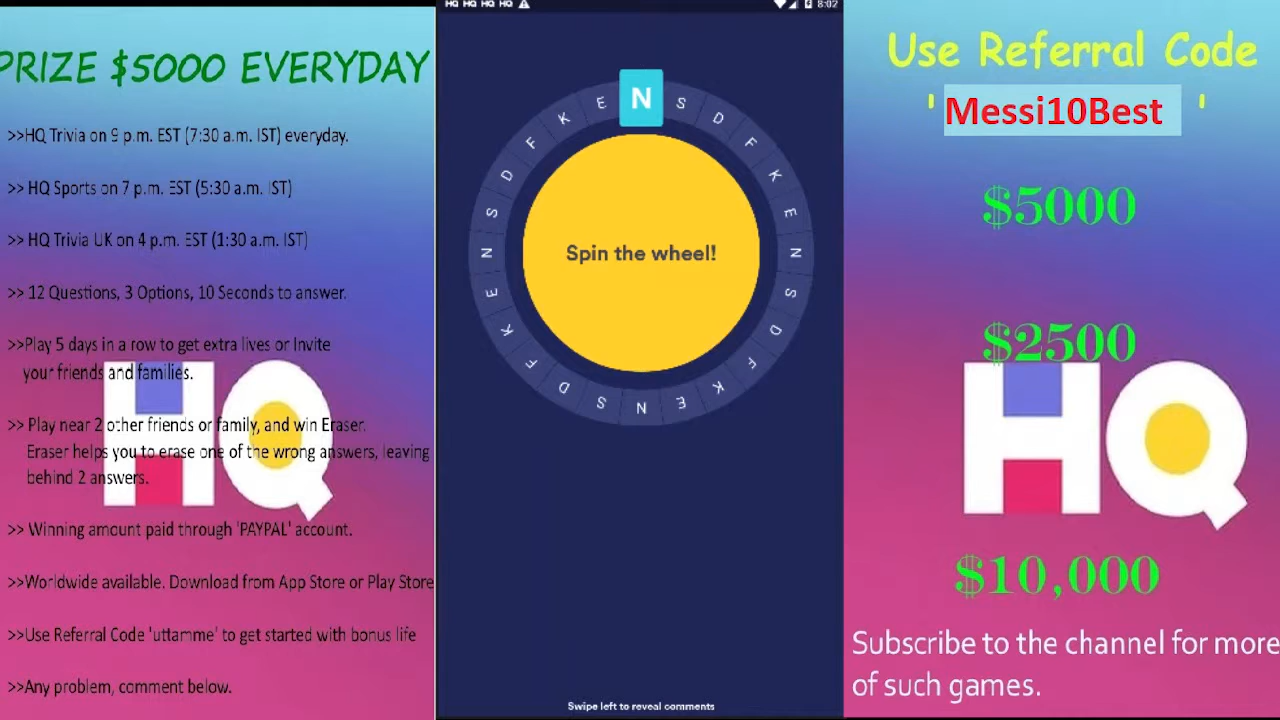 PRIZE $5000 EVERYDAY
>>HQ Trivia on 9 p.m. EST (7:30 a.m. IST) everyday.
>> HQ Sports on 7 p.m. EST (5:30 a.m. IST)
>> HQ Trivia UK on 4 p.m. EST (1:30 a.m. IST)
>> 12 Questions, 3 Options, 10 Seconds to answer.
>>Play 5 days in a row to get extra lives or Invite
your friends and families.
>> Play near 2 other friends or family, and win Eraser.
Eraser helps you to erase one of the wrong answers, leaving
behind 2 answers.
>> Winning amount paid through 'PAYPAL' account.
>>Worldwide available. Download from App Store or Play Store
>>Use Referral Code 'uttamme' to get started with bonus life
>>Any problem, comment below.
HQ
HQ HQ HQ HQ 8:02
N S D F K E N S D F K E N S D F K E N S D F K E
Spin the wheel!
Swipe left to reveal comments
Use Referral Code
' Messi10Best '
$5000
$2500
HQ
$10,000
Subscribe to the channel for more
of such games.